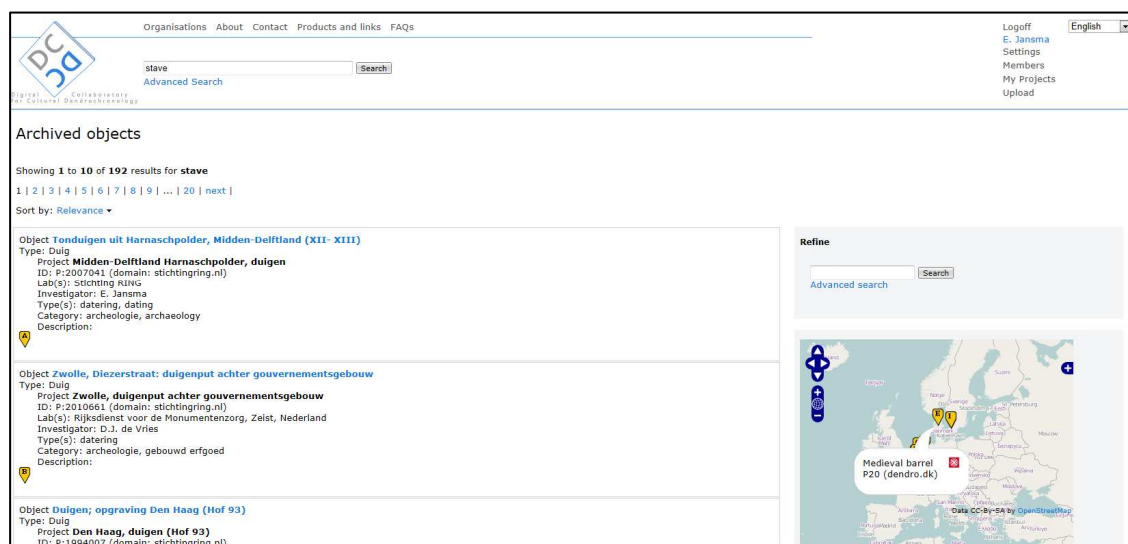 Organisations About Contact Products and links FAQs
Logoff
English
E. Jansma
Settings
Members
My Projects
Upload
DC
CD
Digital Collaboratory
for Cultural Dendrochronology
stave
Search
Advanced Search
Archived objects
Showing 1 to 10 of 192 results for stave
1 | 2 | 3 | 4 | 5 | 6 | 7 | 8 | 9 | ... | 20 | next |
Sort by: Relevance
Object Tonduigen uit Harnaschpolder, Midden-Delftland (XII- XIII)
Type: Duig
Project Midden-Delftland Harnaschpolder, duigen
ID: P:2007041 (domain: stichtingring.nl)
Lab(s): Stichting RING
Investigator: E. Jansma
Type(s): datering, dating
Category: archeologie, archaeology
Description:
A
Object Zwolle, Diezerstraat: duigenput achter gouvernementsgebouw
Type: Duig
Project Zwolle, duigenput achter gouvernementsgebouw
ID: P:2010661 (domain: stichtingring.nl)
Lab(s): Rijksdienst voor de Monumentenzorg, Zeist, Nederland
Investigator: D.J. de Vries
Type(s): datering
Category: archeologie, gebouwd erfgoed
Description:
B
Object Duigen; opgraving Den Haag (Hof 93)
Type: Duig
Project Den Haag, duigen (Hof 93)
ID: P:1994007 (domain: stichtingring.nl)
Refine
Search
Advanced search
Suomi
Norge
Sverige
Latvija
Moscow
E I
Medieval barrel
P20 (dendro.dk)
Data CC-By-SA by OpenStreetMap